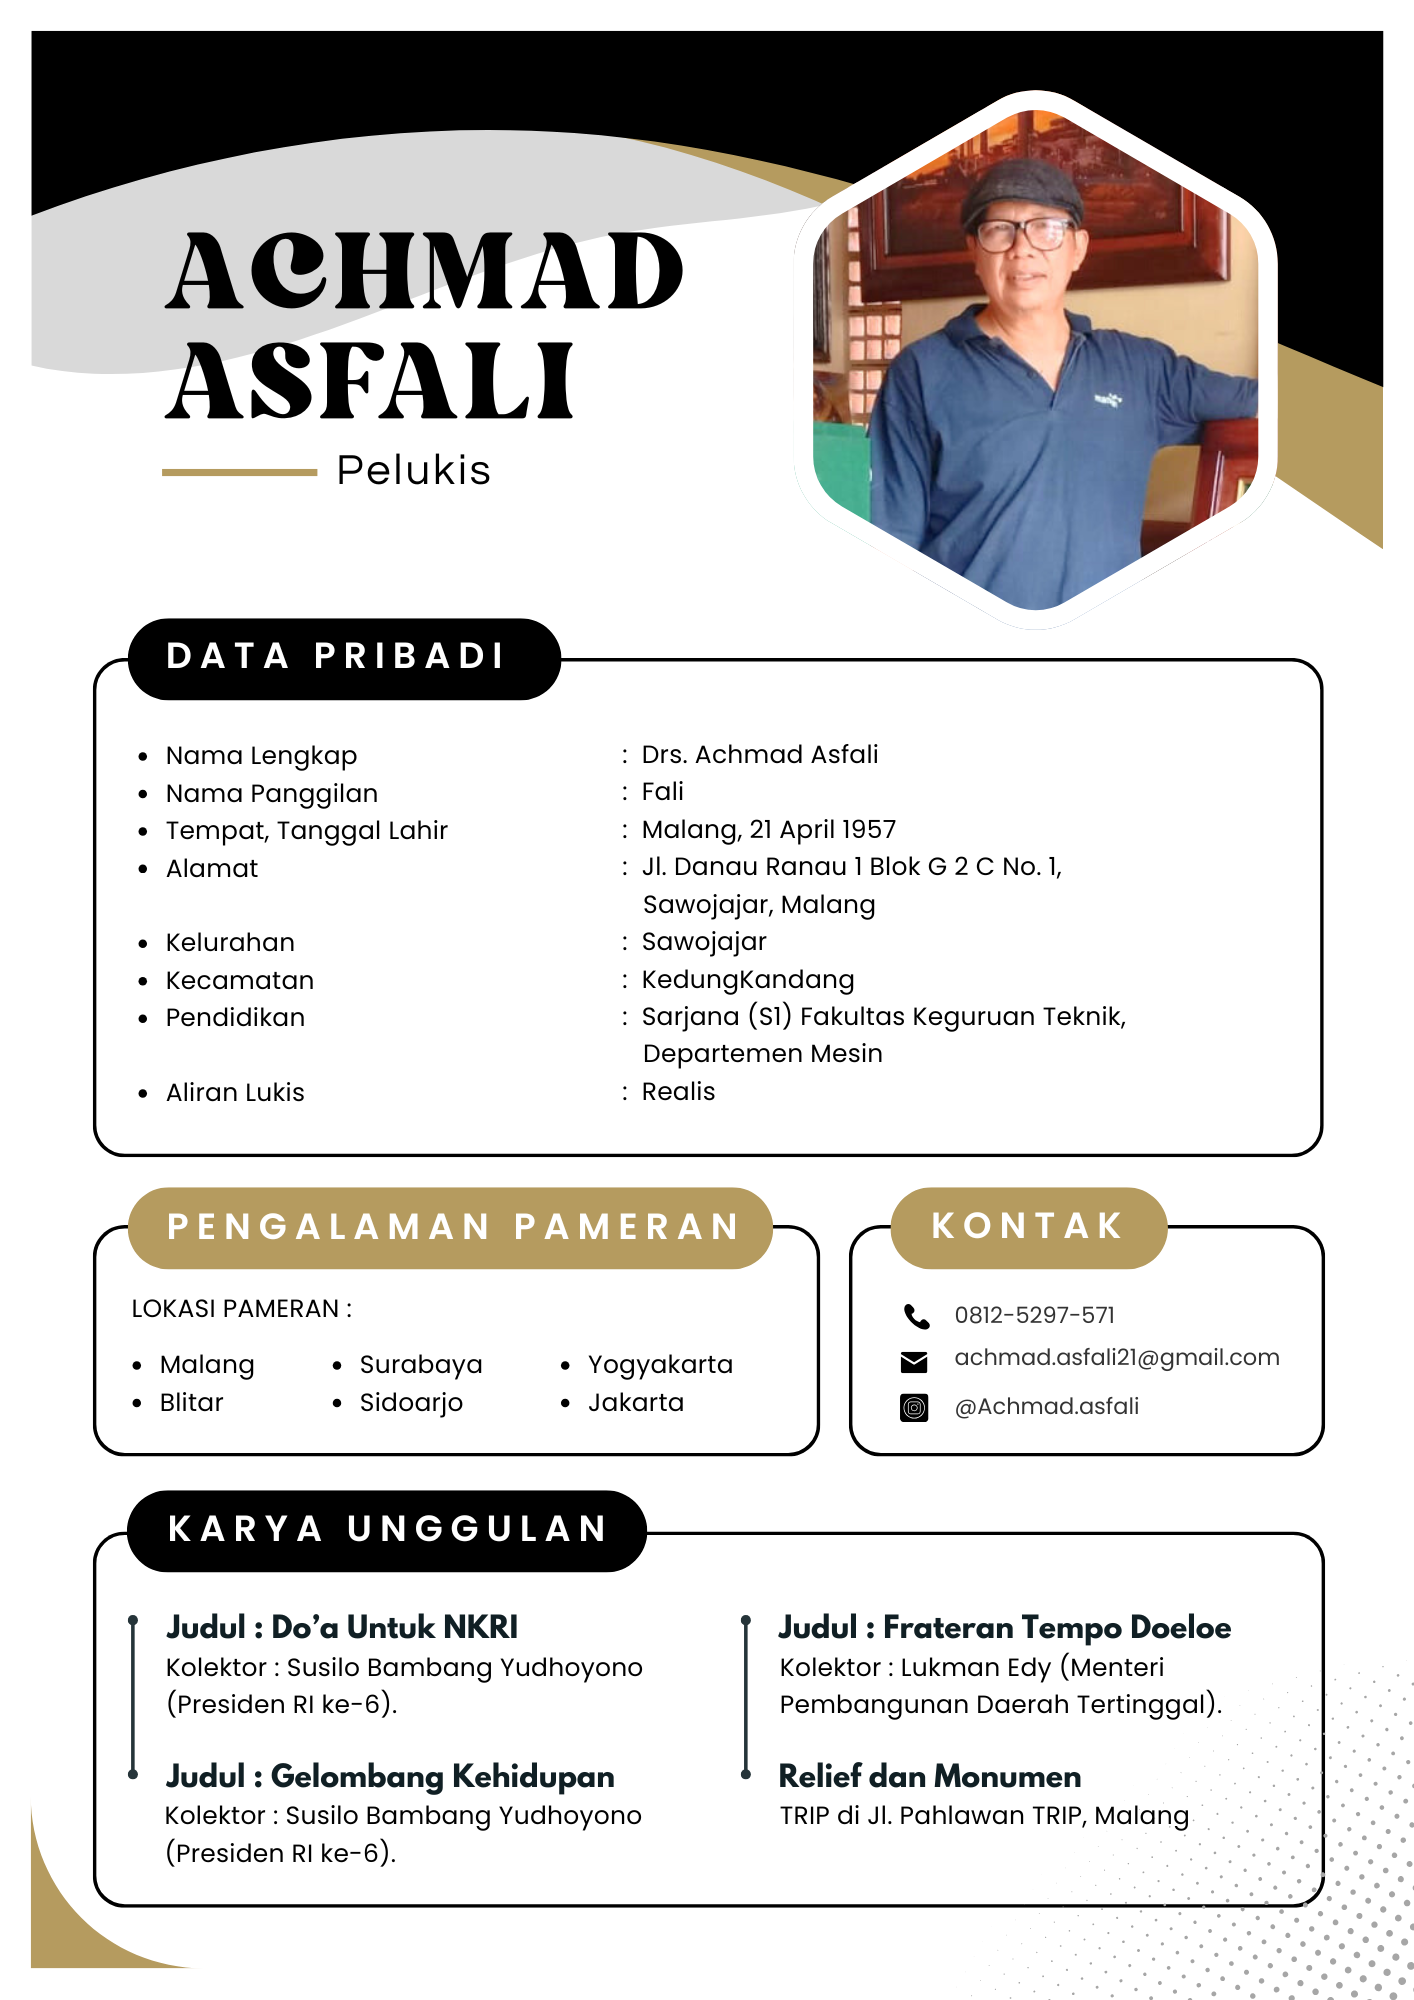 ACHMAD
ASFALI
Pelukis
DATA PRIBADI
• Nama Lengkap : Drs. Achmad Asfali
• Nama Panggilan : Fali
• Tempat, Tanggal Lahir : Malang, 21 April 1957
• Alamat : Jl. Danau Ranau 1 Blok G 2 C No. 1,
Sawojajar, Malang
• Kelurahan : Sawojajar
• Kecamatan : KedungKandang
• Pendidikan : Sarjana (S1) Fakultas Keguruan Teknik,
Departemen Mesin
• Aliran Lukis : Realis
PENGALAMAN PAMERAN
LOKASI PAMERAN :
• Malang • Surabaya • Yogyakarta
• Blitar • Sidoarjo • Jakarta
KONTAK
0812-5297-571
achmad.asfali21@gmail.com
@Achmad.asfali
KARYA UNGGULAN
Judul : Do’a Untuk NKRI
Kolektor : Susilo Bambang Yudhoyono
(Presiden RI ke-6).
Judul : Gelombang Kehidupan
Kolektor : Susilo Bambang Yudhoyono
(Presiden RI ke-6).
Judul : Frateran Tempo Doeloe
Kolektor : Lukman Edy (Menteri
Pembangunan Daerah Tertinggal).
Relief dan Monumen
TRIP di Jl. Pahlawan TRIP, Malang